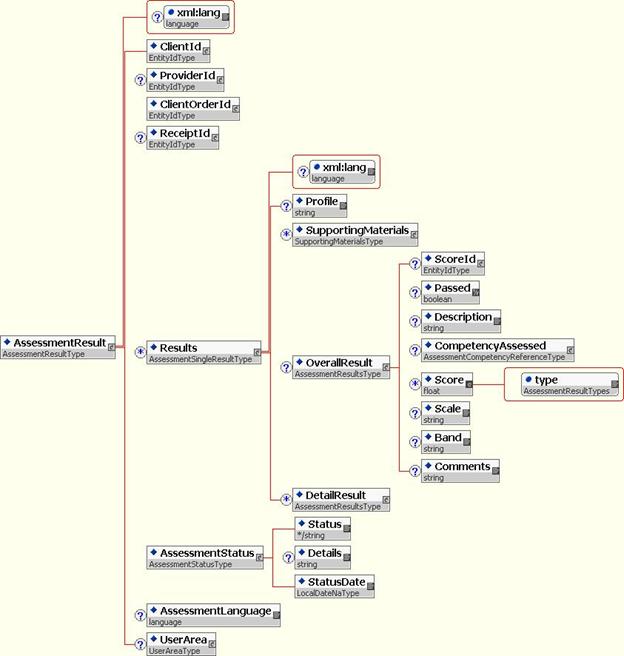 xml:lang
language
ClientId
EntityIdType
ProviderId
EntityIdType
ClientOrderId
EntityIdType
ReceiptId
EntityIdType
xml:lang
language
Profile
string
SupportingMaterials
SupportingMaterialsType
ScoreId
EntityIdType
Passed
boolean
Description
string
AssessmentResult
AssessmentResultType
Results
AssessmentSingleResultType
OverallResult
AssessmentResultsType
CompetencyAssessed
AssessmentCompetencyReferenceType
Score
float
type
AssessmentResultTypes
Scale
string
Band
string
Comments
string
DetailResult
AssessmentResultsType
AssessmentStatus
AssessmentStatusType
Status
*/string
Details
string
StatusDate
LocalDateNaType
AssessmentLanguage
language
UserArea
UserAreaType